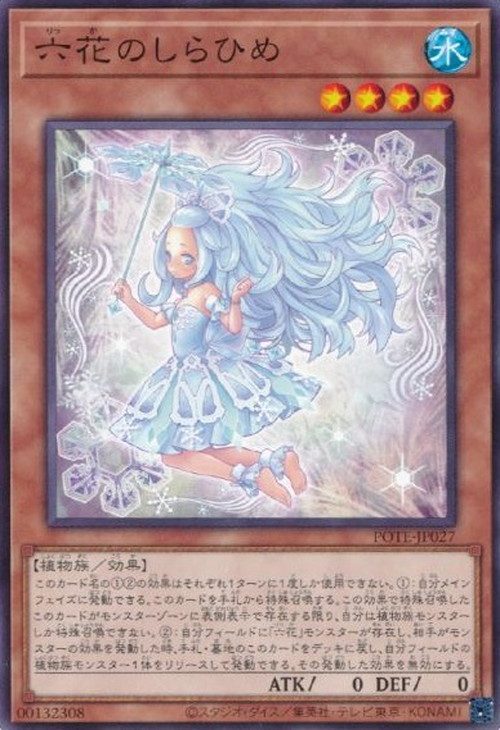 六花のしらひめ
水
POTE-JP027
【植物族／効果】
このカード名の①②の効果はそれぞれ1ターンに1度しか使用できない。①：自分メイン
フェイズに発動できる。このカードを手札から特殊召喚する。この効果で特殊召喚した
このカードがモンスターゾーンに表側表示で存在する限り、自分は植物族モンスター
しか特殊召喚できない。②：自分フィールドに「六花」モンスターが存在し、相手がモンス
ターの効果を発動した時、手札・墓地のこのカードをデッキに戻し、自分フィールドの
植物族モンスター1体をリリースして発動できる。その発動した効果を無効にする。
ATK/ 0 DEF/ 0
00132308
©スタジオ・ダイス／集英社・テレビ東京・KONAMI